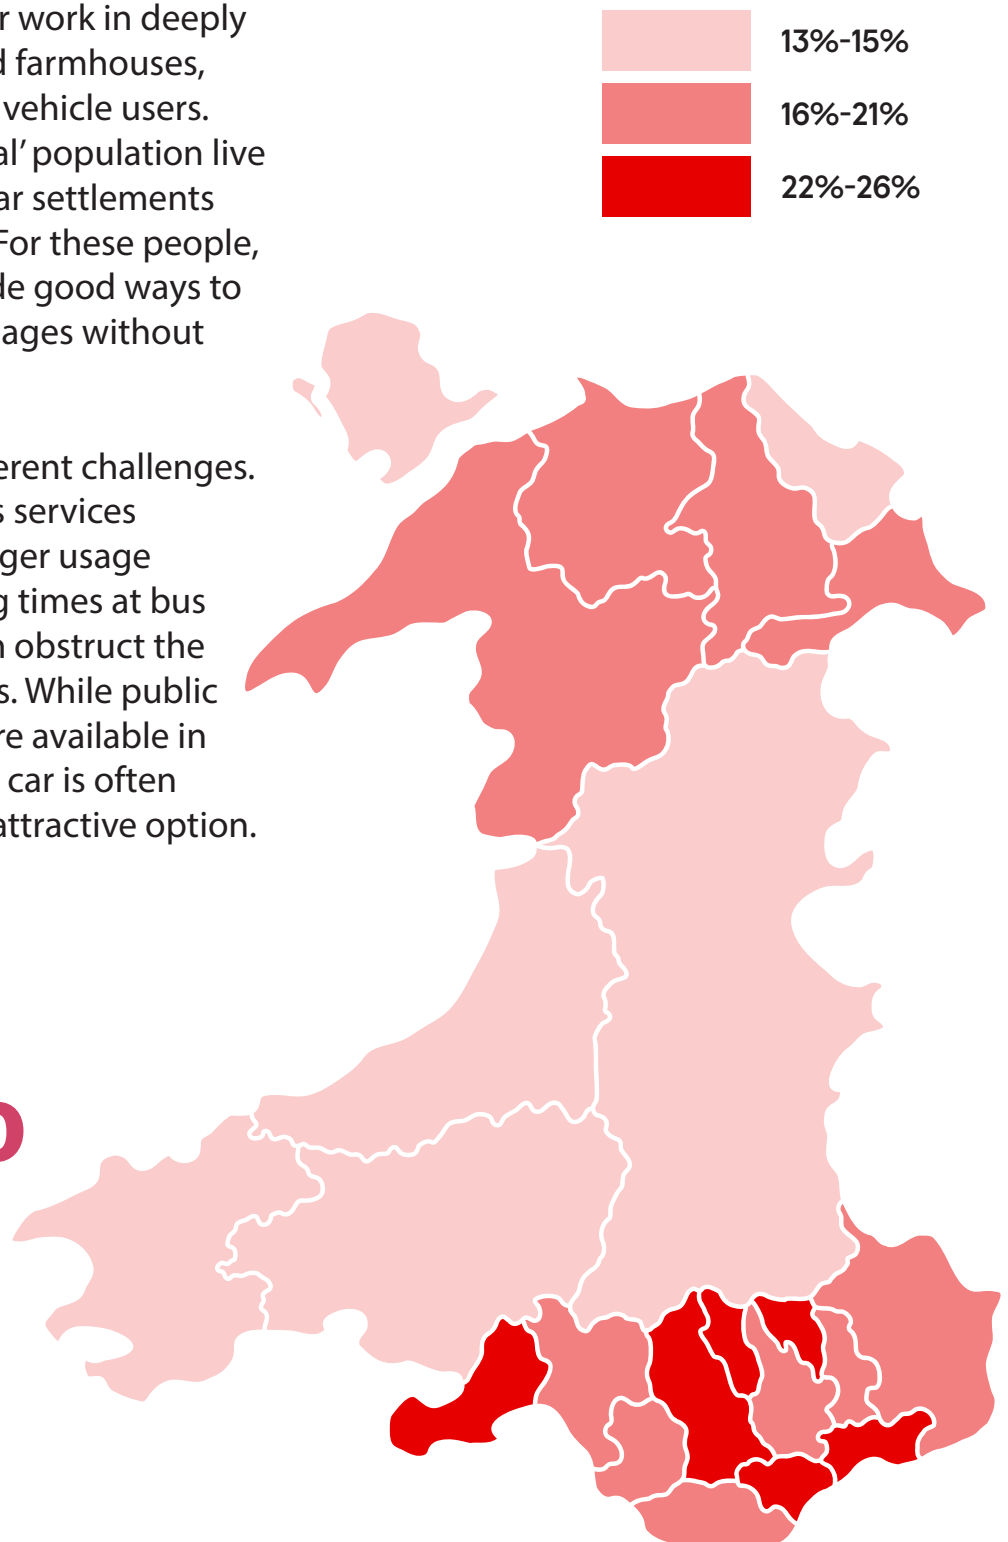 r work in deeply
d farmhouses,
vehicle users.
al’ population live
ar settlements
For these people,
de good ways to
ages without
erent challenges.
s services
ger usage
g times at bus
n obstruct the
s. While public
re available in
car is often
attractive option.
13%-15%
16%-21%
22%-26%